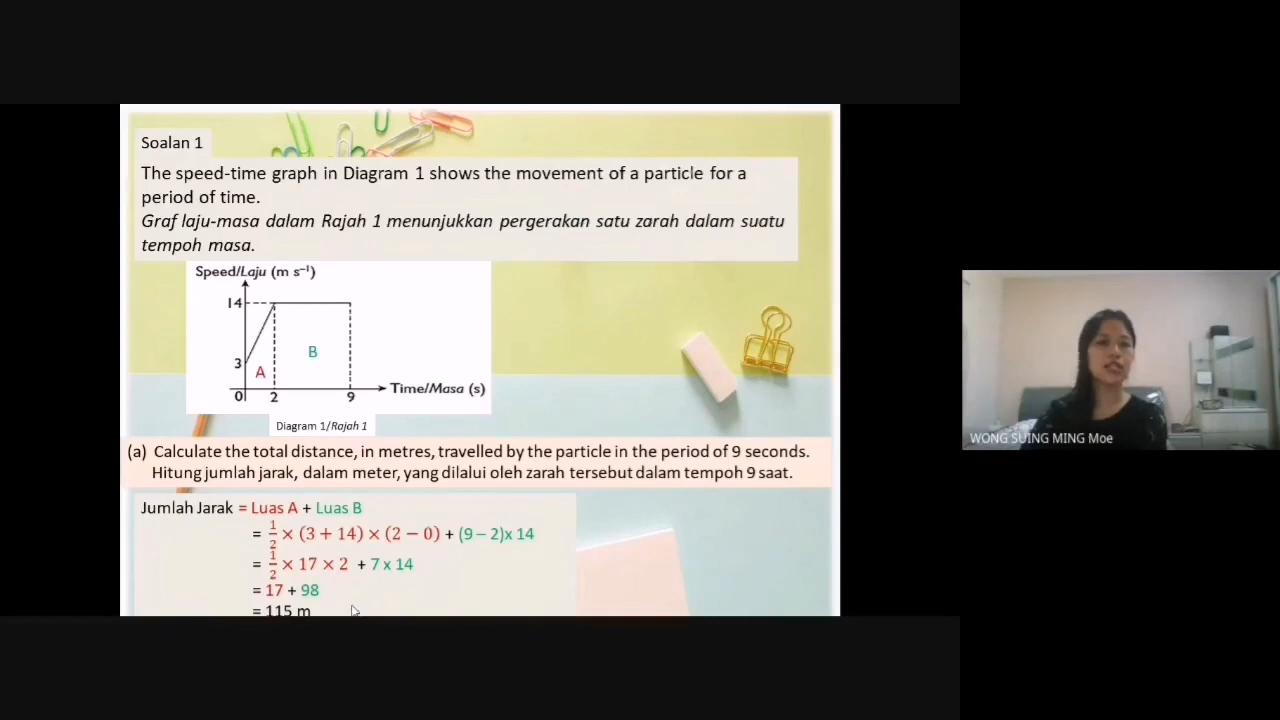 Soalan 1
The speed-time graph in Diagram 1 shows the movement of a particle for a
period of time.
Graf laju-masa dalam Rajah 1 menunjukkan pergerakan satu zarah dalam suatu
tempoh masa.
Speed/Laju (m s⁻¹)
14
B
3
A
0
2
9
Time/Masa (s)
Diagram 1/Rajah 1
(a) Calculate the total distance, in metres, travelled by the particle in the period of 9 seconds.
Hitung jumlah jarak, dalam meter, yang dilalui oleh zarah tersebut dalam tempoh 9 saat.
Jumlah Jarak = Luas A + Luas B
= 1/2 × (3 + 14) × (2 − 0) + (9 – 2)x 14
= 1/2 × 17 × 2 + 7 x 14
= 17 + 98
= 115 m
WONG SUING MING Moe